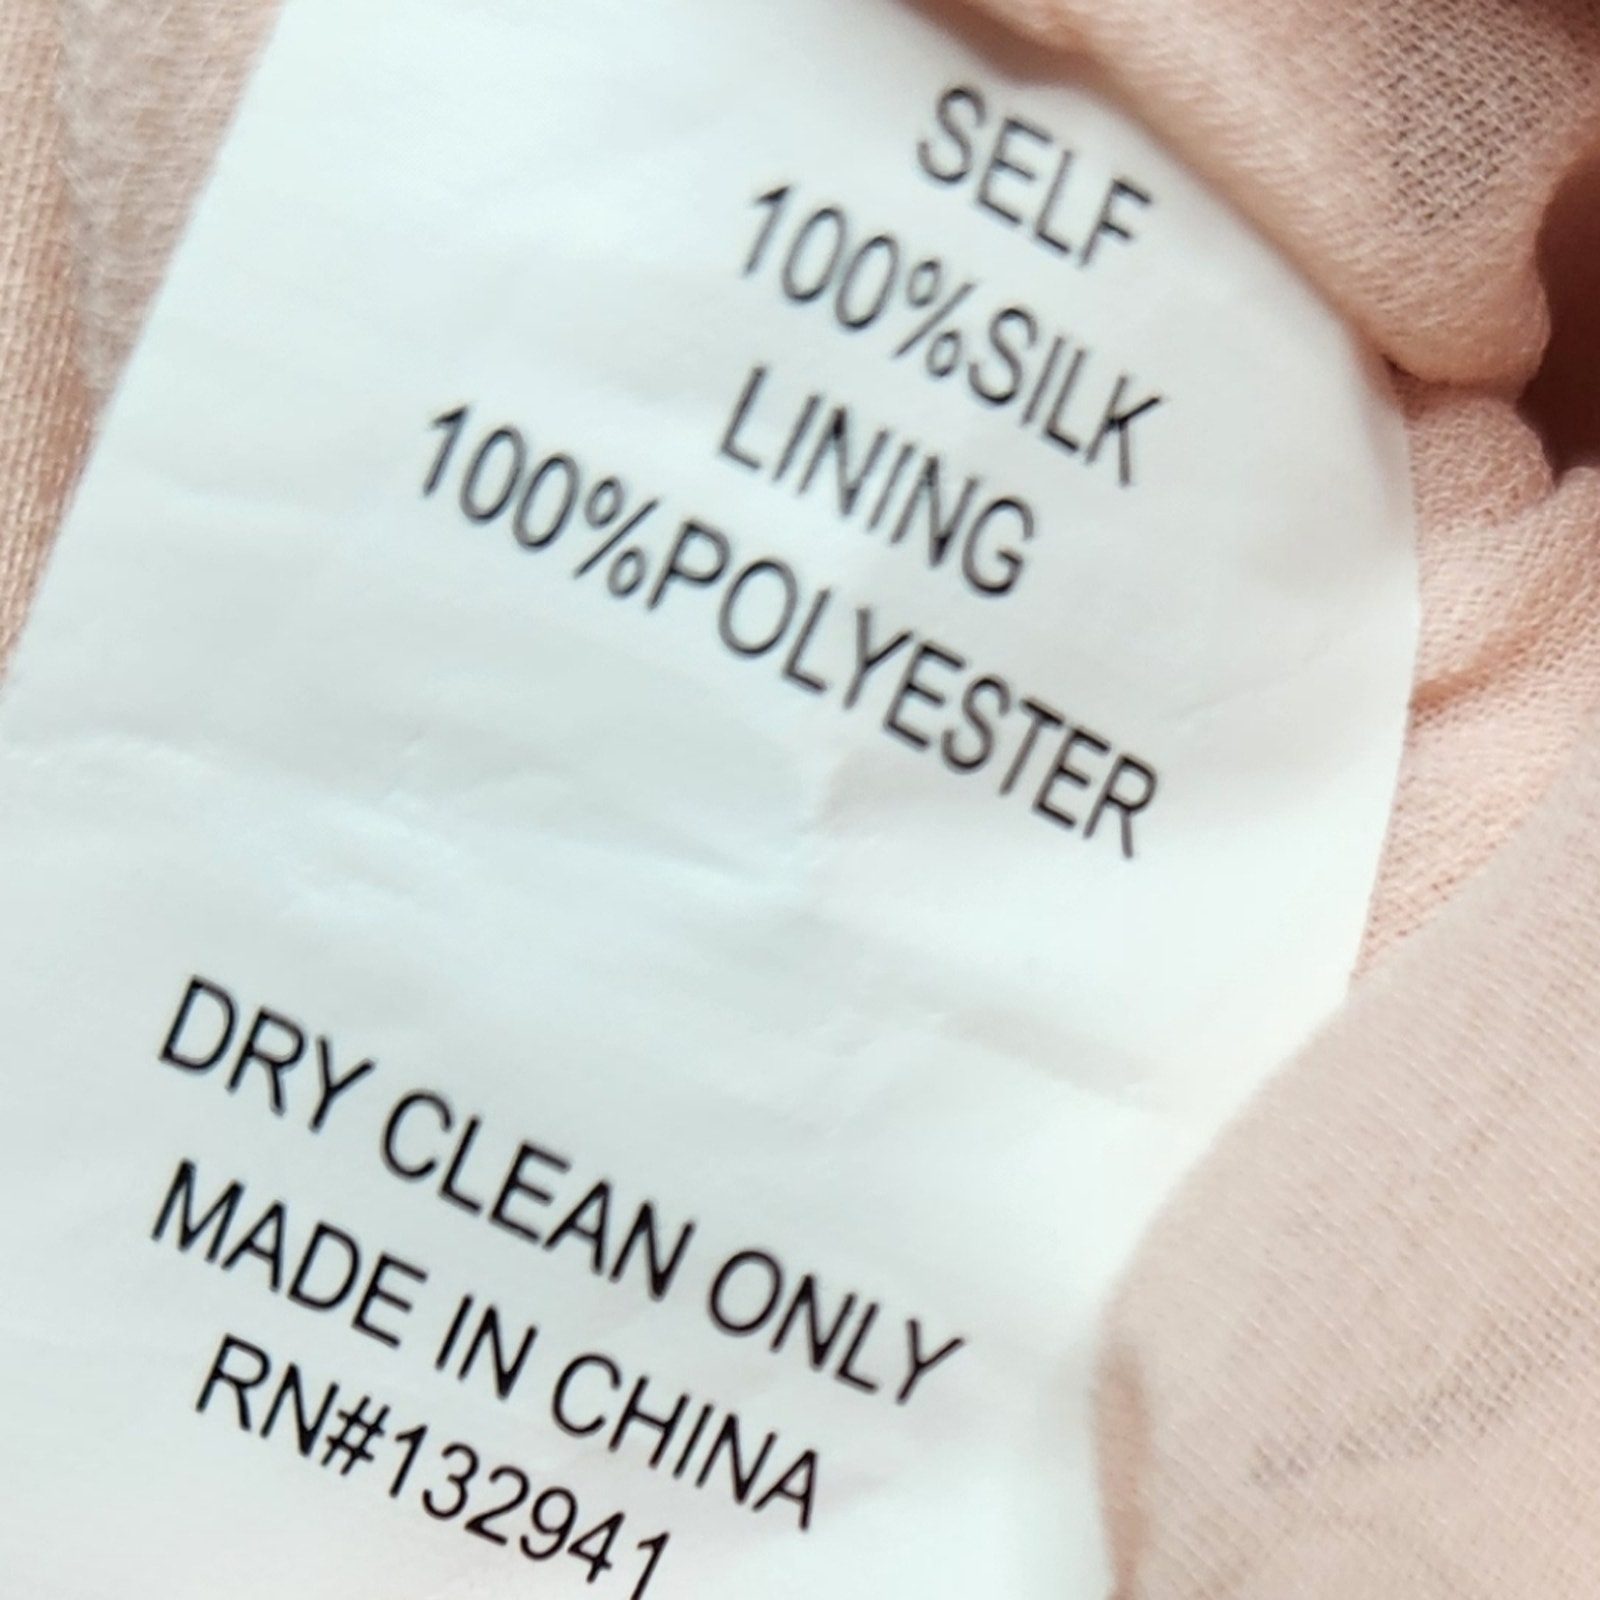 SELF
100%SILK
LINING
100%POLYESTER
DRY CLEAN ONLY
MADE IN CHINA
RN#132941